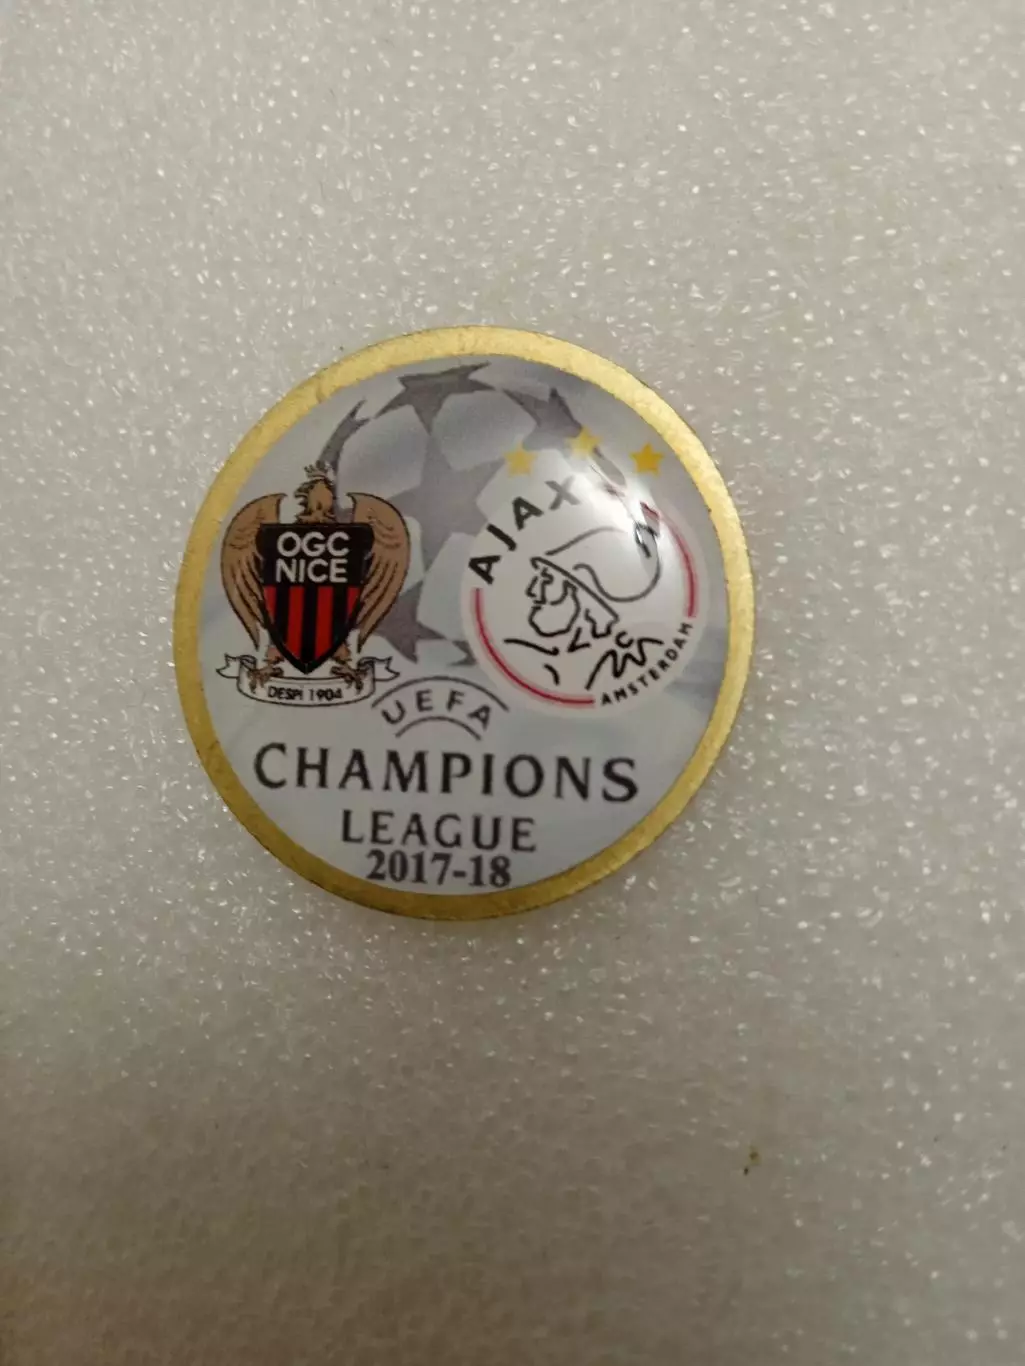 OGC
NICE
DESPI 1904
AJAX
AMSTERDAM
UEFA
CHAMPIONS
LEAGUE
2017-18